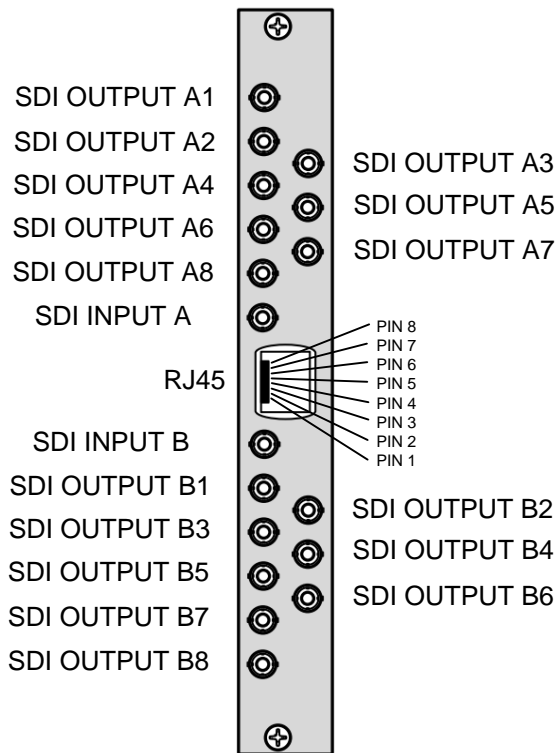 SDI OUTPUT A1
SDI OUTPUT A2
SDI OUTPUT A3
SDI OUTPUT A4
SDI OUTPUT A5
SDI OUTPUT A6
SDI OUTPUT A7
SDI OUTPUT A8
SDI INPUT A
PIN 8
PIN 7
PIN 6
RJ45
PIN 5
PIN 4
PIN 3
PIN 2
SDI INPUT B
PIN 1
SDI OUTPUT B1
SDI OUTPUT B2
SDI OUTPUT B3
SDI OUTPUT B4
SDI OUTPUT B5
SDI OUTPUT B6
SDI OUTPUT B7
SDI OUTPUT B8